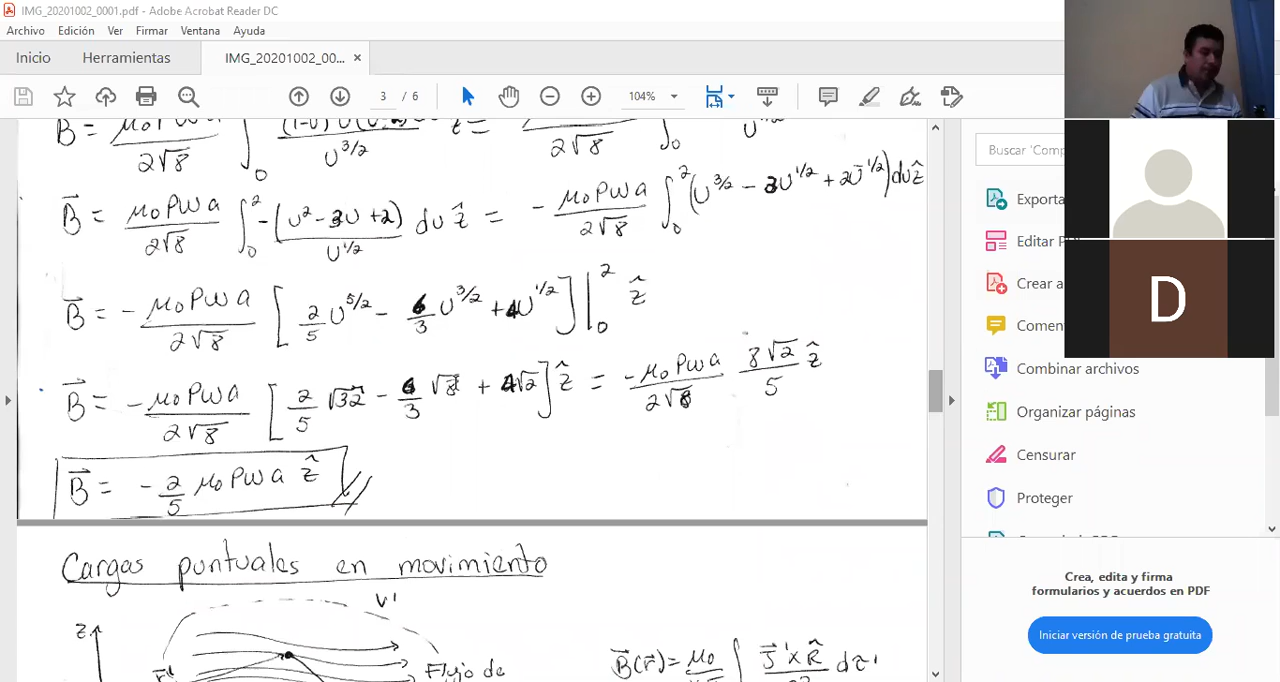 IMG_20201002_0001.pdf - Adobe Acrobat Reader DC
Archivo Edición Ver Firmar Ventana Ayuda
Inicio Herramientas IMG_20201002_00... ×
3 / 6 104%
B⃗ = μ₀ρωa/2√8 ∫₀² -(u² - 3u + 2)/u^1/2 du ẑ = - μ₀ρωa/2√8 ∫₀² (u^3/2 - 3u^1/2 + 2u^-1/2) du ẑ
B⃗ = - μ₀ρωa/2√8 [2/5 u^5/2 - 6/3 u^3/2 + 4u^1/2]|₀² ẑ
B⃗ = - μ₀ρωa/2√8 [2/5 √32 - 6/3 √8 + 4√2] ẑ = - μ₀ρωa/2√8 8√2/5 ẑ
B⃗ = - 2/5 μ₀ρωa ẑ
Cargas puntuales en movimiento
V'
z
r⃗'
Flujo de
B⃗(r⃗) = μ₀ ∫ J⃗' × R̂ dτ'
D
Buscar 'Comp
Exporta
Editar P
Crear a
Comen
Combinar archivos
Organizar páginas
Censurar
Proteger
Crea, edita y firma
formularios y acuerdos en PDF
Iniciar versión de prueba gratuita